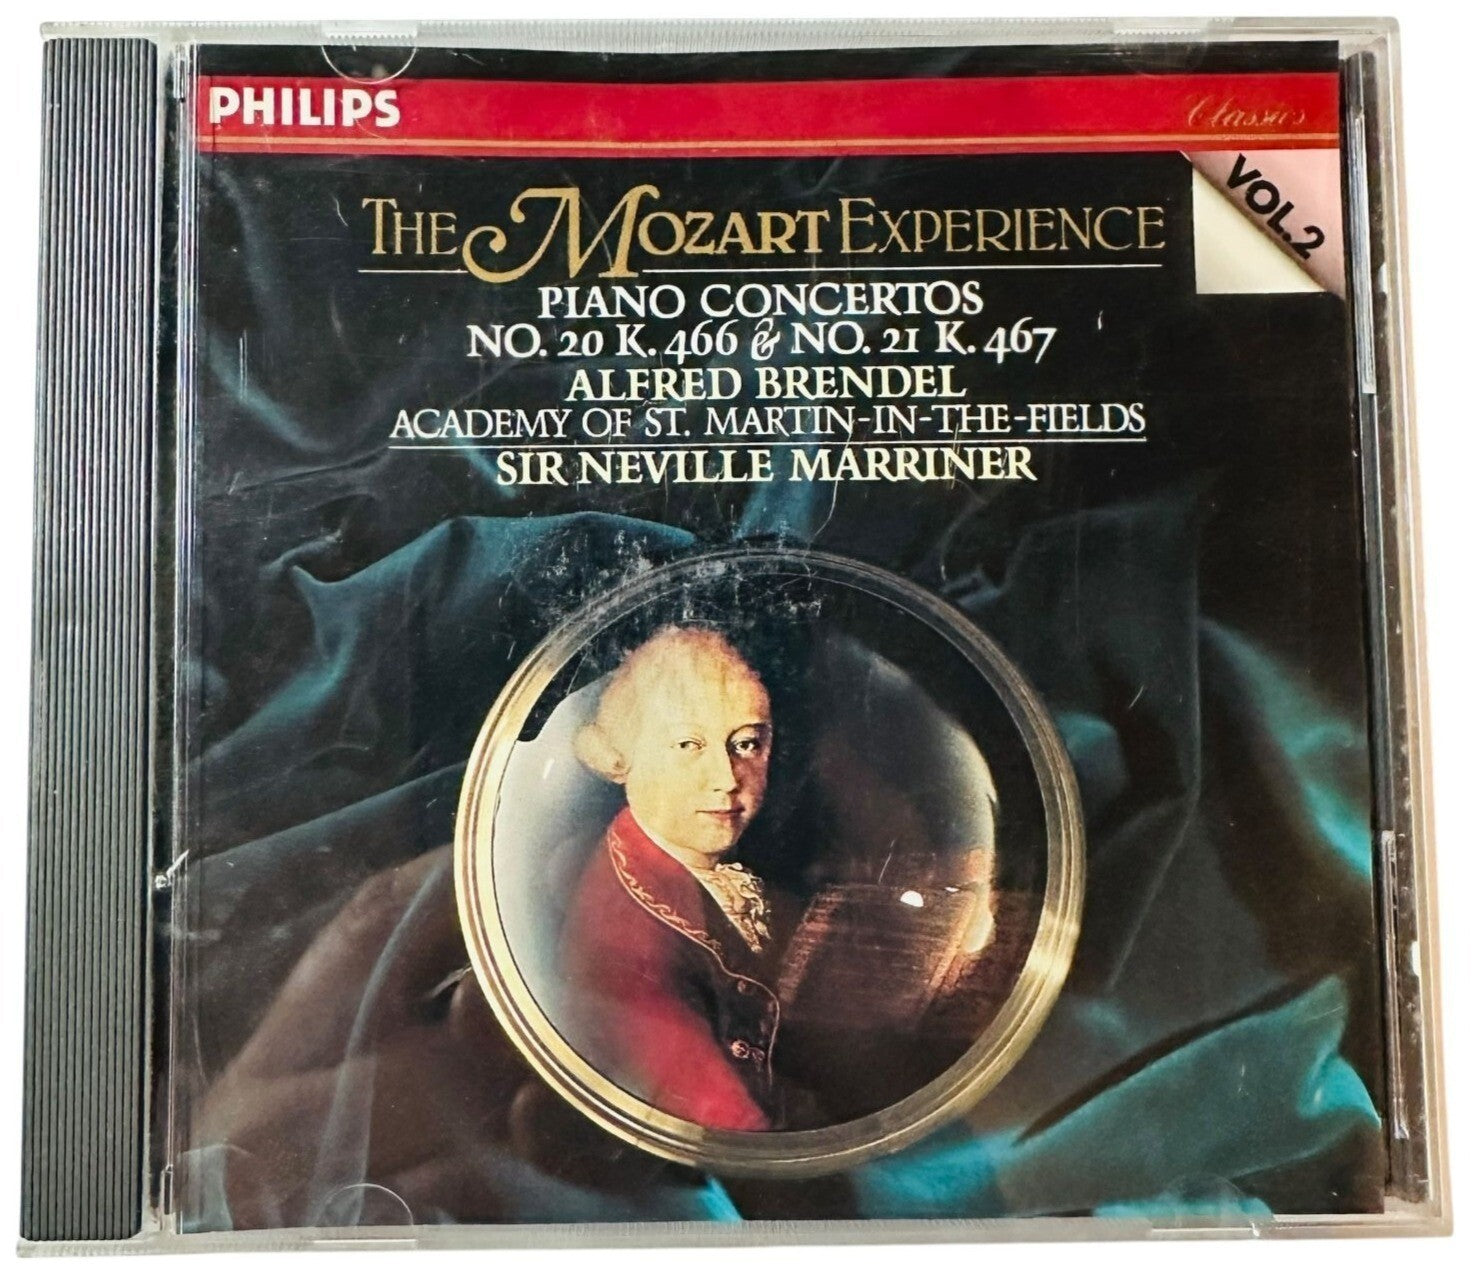 PHILIPS
Classics
VOL.2
THE MOZART EXPERIENCE
PIANO CONCERTOS
NO. 20 K. 466 & NO. 21 K. 467
ALFRED BRENDEL
ACADEMY OF ST. MARTIN-IN-THE-FIELDS
SIR NEVILLE MARRINER